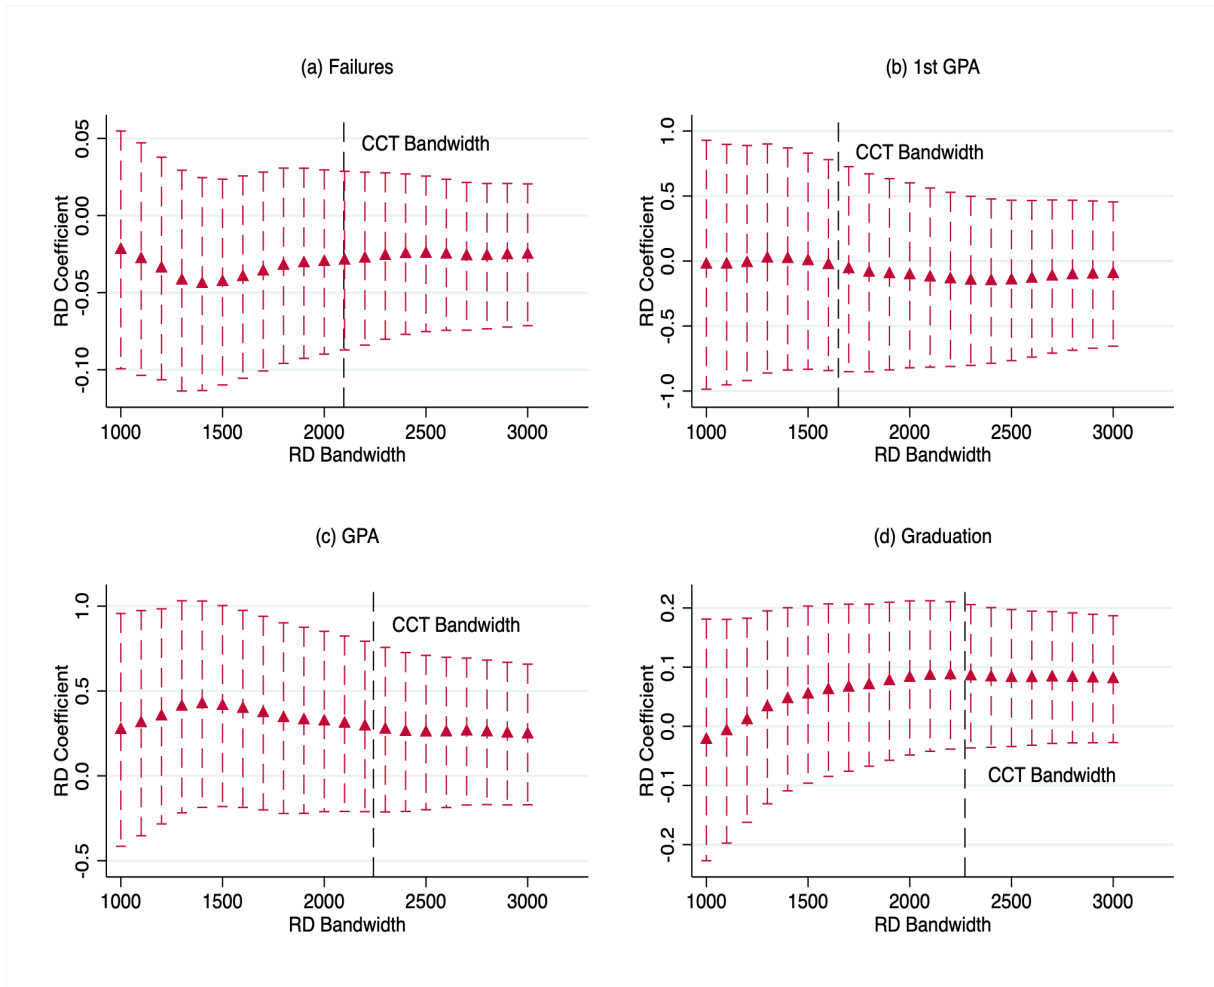 (a) Failures
0.05
0.00
-0.05
-0.10
RD Coefficient
CCT Bandwidth
1000 1500 2000 2500 3000
RD Bandwidth
(b) 1st GPA
1.0
0.5
0.0
-0.5
-1.0
RD Coefficient
CCT Bandwidth
1000 1500 2000 2500 3000
RD Bandwidth
(c) GPA
1.0
0.5
0.0
-0.5
RD Coefficient
CCT Bandwidth
1000 1500 2000 2500 3000
RD Bandwidth
(d) Graduation
0.2
0.1
0.0
-0.1
-0.2
RD Coefficient
CCT Bandwidth
1000 1500 2000 2500 3000
RD Bandwidth